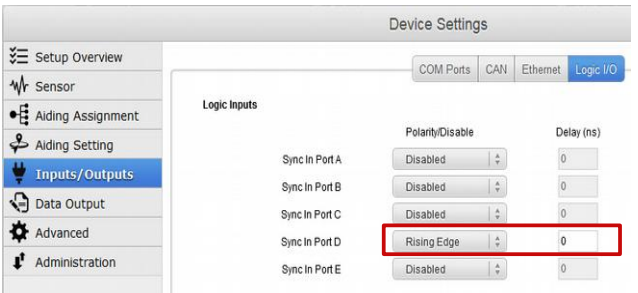 Device Settings
Setup Overview
Sensor
Aiding Assignment
Aiding Setting
Inputs/Outputs
Data Output
Advanced
Administration
COM Ports CAN Ethernet Logic I/O
Logic Inputs
Polarity/Disable Delay (ns)
Sync In Port A Disabled 0
Sync In Port B Disabled 0
Sync In Port C Disabled 0
Sync In Port D Rising Edge 0
Sync In Port E Disabled 0